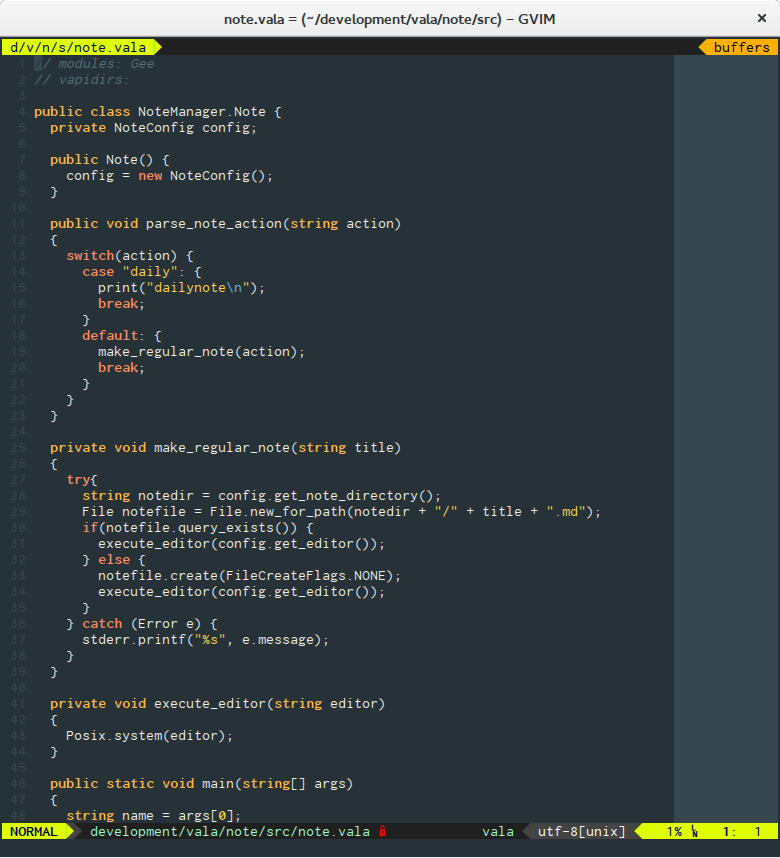 note.vala = (~/development/vala/note/src) – GVIM ×
d/v/n/s/note.vala buffers
1 // modules: Gee
2 // vapidirs:
3
4 public class NoteManager.Note {
5   private NoteConfig config;
6
7   public Note() {
8     config = new NoteConfig();
9   }
10
11   public void parse_note_action(string action)
12   {
13     switch(action) {
14       case "daily": {
15         print("dailynote\n");
16         break;
17       }
18       default: {
19         make_regular_note(action);
20         break;
21       }
22     }
23   }
24
25   private void make_regular_note(string title)
26   {
27     try{
28       string notedir = config.get_note_directory();
29       File notefile = File.new_for_path(notedir + "/" + title + ".md");
30       if(notefile.query_exists()) {
31         execute_editor(config.get_editor());
32       } else {
33         notefile.create(FileCreateFlags.NONE);
34         execute_editor(config.get_editor());
35       }
36     } catch (Error e) {
37       stderr.printf("%s", e.message);
38     }
39   }
40
41   private void execute_editor(string editor)
42   {
43     Posix.system(editor);
44   }
45
46   public static void main(string[] args)
47   {
48     string name = args[0];
NORMAL development/vala/note/src/note.vala vala utf-8[unix] 1% 1: 1